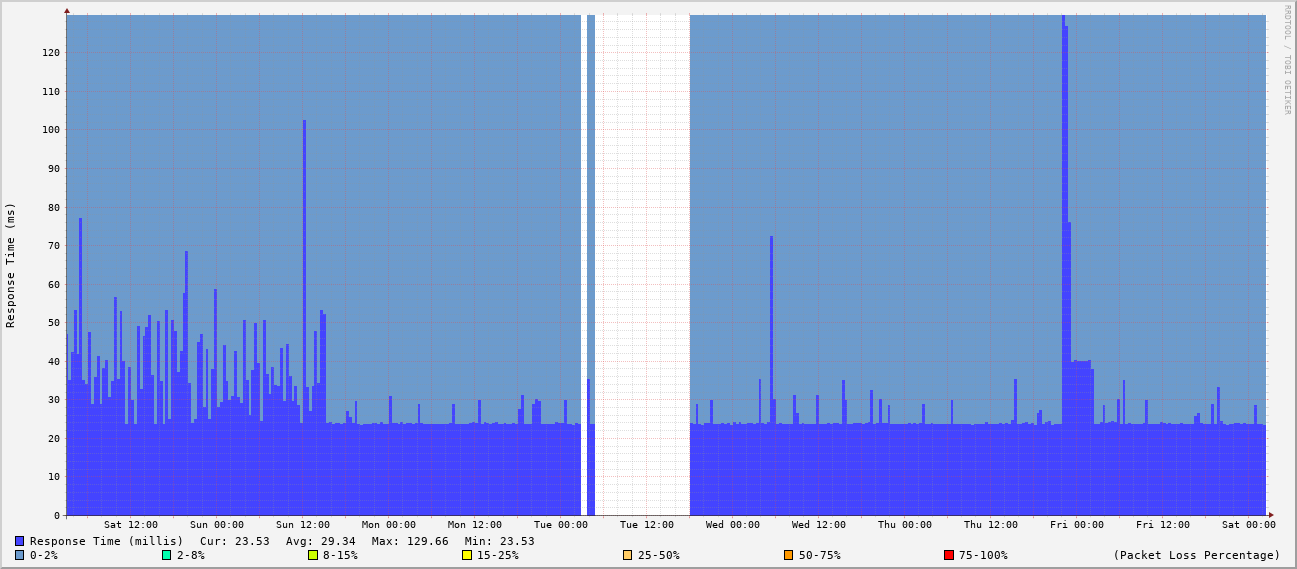 RRDTOOL / TOBI OETIKER
Response Time (ms)
120
110
100
90
80
70
60
50
40
30
20
10
0
Sat 12:00 Sun 00:00 Sun 12:00 Mon 00:00 Mon 12:00 Tue 00:00 Tue 12:00 Wed 00:00 Wed 12:00 Thu 00:00 Thu 12:00 Fri 00:00 Fri 12:00 Sat 00:00
Response Time (millis) Cur: 23.53 Avg: 29.34 Max: 129.66 Min: 23.53
0-2% 2-8% 8-15% 15-25% 25-50% 50-75% 75-100% (Packet Loss Percentage)